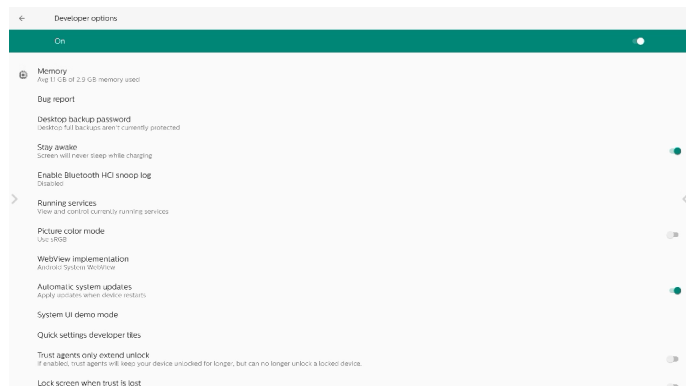 Developer options
On
Memory
Avg 1.1 GB of 2.9 GB memory used
Bug report
Desktop backup password
Desktop full backups aren't currently protected
Stay awake
Screen will never sleep while charging
Enable Bluetooth HCI snoop log
Disabled
Running services
View and control currently running services
Picture color mode
Use sRGB
WebView implementation
Android System WebView
Automatic system updates
Apply updates when device restarts
System UI demo mode
Quick settings developer tiles
Trust agents only extend unlock
If enabled, trust agents will keep your device unlocked for longer, but can no longer unlock a locked device.
Lock screen when trust is lost